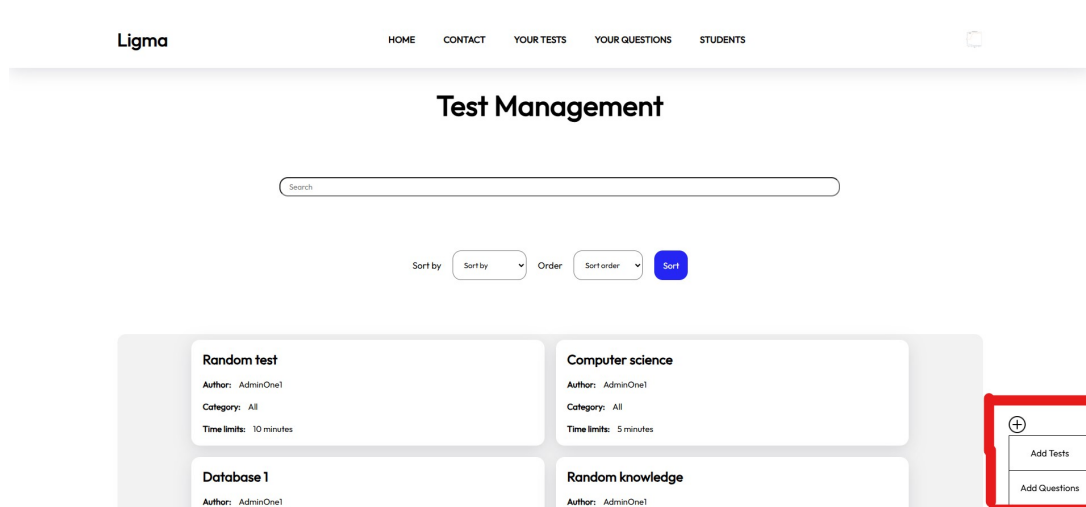 Ligma
HOME CONTACT YOUR TESTS YOUR QUESTIONS STUDENTS
Test Management
Search
Sort by Sort by Order Sort order Sort
Random test
Author: AdminOne1
Category: All
Time limits: 10 minutes
Computer science
Author: AdminOne1
Category: All
Time limits: 5 minutes
Database 1
Author: AdminOne1
Random knowledge
Author: AdminOne1
Add Tests
Add Questions